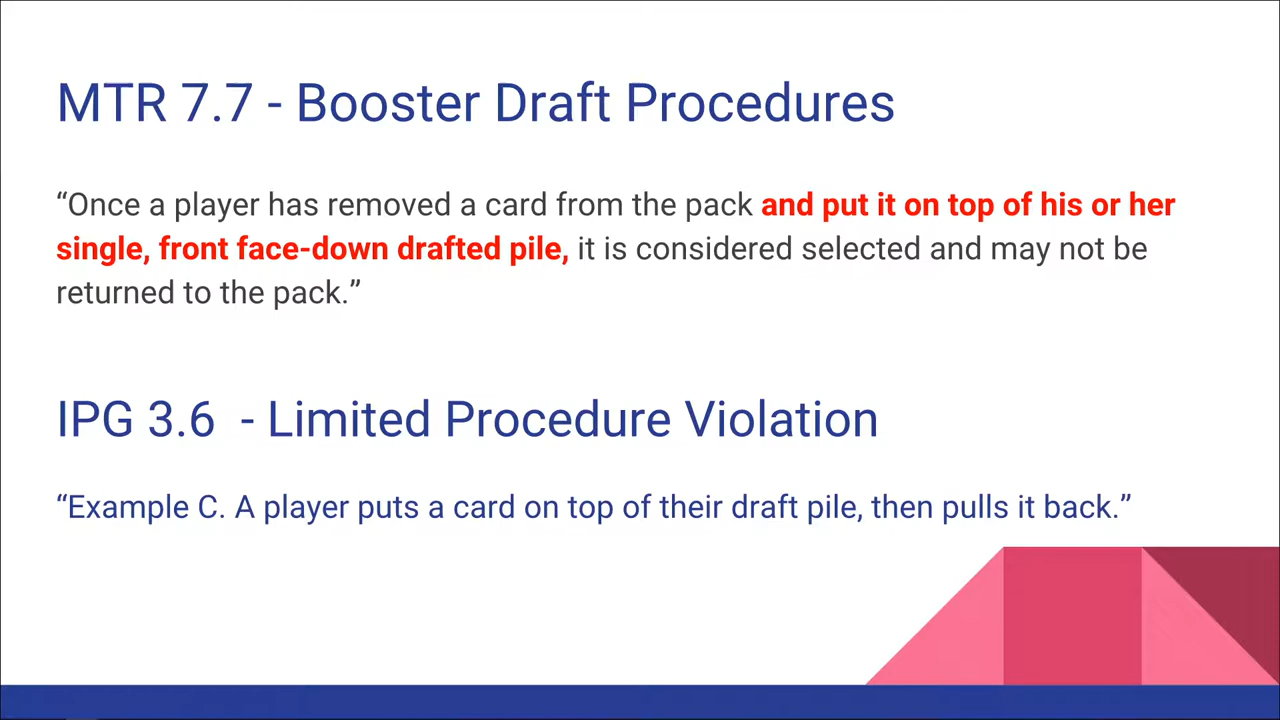 MTR 7.7 - Booster Draft Procedures
“Once a player has removed a card from the pack and put it on top of his or her
single, front face-down drafted pile, it is considered selected and may not be
returned to the pack.”
IPG 3.6  - Limited Procedure Violation
“Example C. A player puts a card on top of their draft pile, then pulls it back.”